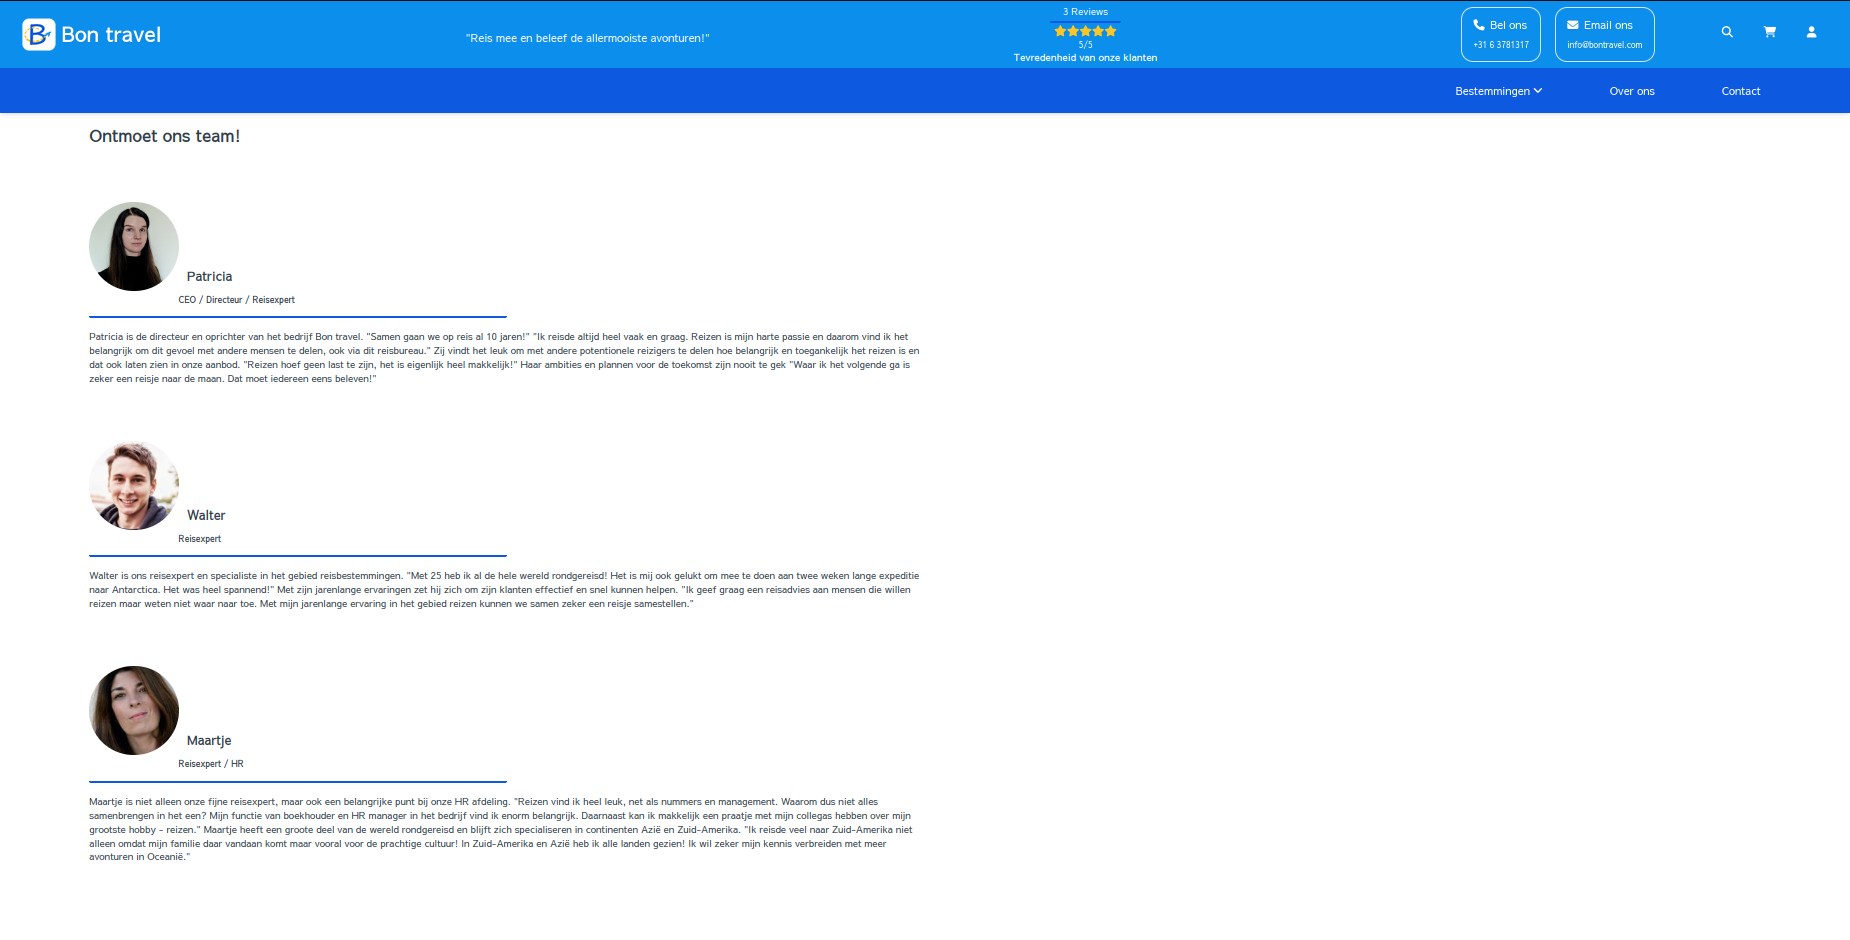 Bon travel
"Reis mee en beleef de allermooiste avonturen!"
3 Reviews
5/5
Tevredenheid van onze klanten
Bel ons
+31 6 3781317
Email ons
info@bontravel.com
Bestemmingen
Over ons
Contact
Ontmoet ons team!
Patricia
CEO / Directeur / Reisexpert
Patricia is de directeur en oprichter van het bedrijf Bon travel. "Samen gaan we op reis al 10 jaren!" "Ik reisde altijd heel vaak en graag. Reizen is mijn harte passie en daarom vind ik het
belangrijk om dit gevoel met andere mensen te delen, ook via dit reisbureau." Zij vindt het leuk om met andere potentionele reizigers te delen hoe belangrijk en toegankelijk het reizen is en
dat ook laten zien in onze aanbod. "Reizen hoef geen last te zijn, het is eigenlijk heel makkelijk!" Haar ambities en plannen voor de toekomst zijn nooit te gek "Waar ik het volgende ga is
zeker een reisje naar de maan. Dat moet iedereen eens beleven!"
Walter
Reisexpert
Walter is ons reisexpert en specialiste in het gebied reisbestemmingen. "Met 25 heb ik al de hele wereld rondgereisd! Het is mij ook gelukt om mee te doen aan twee weken lange expeditie
naar Antarctica. Het was heel spannend!" Met zijn jarenlange ervaringen zet hij zich om zijn klanten effectief en snel kunnen helpen. "Ik geef graag een reisadvies aan mensen die willen
reizen maar weten niet waar naar toe. Met mijn jarenlange ervaring in het gebied reizen kunnen we samen zeker een reisje samestellen."
Maartje
Reisexpert / HR
Maartje is niet alleen onze fijne reisexpert, maar ook een belangrijke punt bij onze HR afdeling. "Reizen vind ik heel leuk, net als nummers en management. Waarom dus niet alles
samenbrengen in het een? Mijn functie van boekhouder en HR manager in het bedrijf vind ik enorm belangrijk. Daarnaast kan ik makkelijk een praatje met mijn collegas hebben over mijn
grootste hobby - reizen." Maartje heeft een groote deel van de wereld rondgereisd en blijft zich specialiseren in continenten Azië en Zuid-Amerika. "Ik reisde veel naar Zuid-Amerika niet
alleen omdat mijn familie daar vandaan komt maar vooral voor de prachtige cultuur! In Zuid-Amerika en Azië heb ik alle landen gezien! Ik wil zeker mijn kennis verbreiden met meer
avonturen in Oceanië."